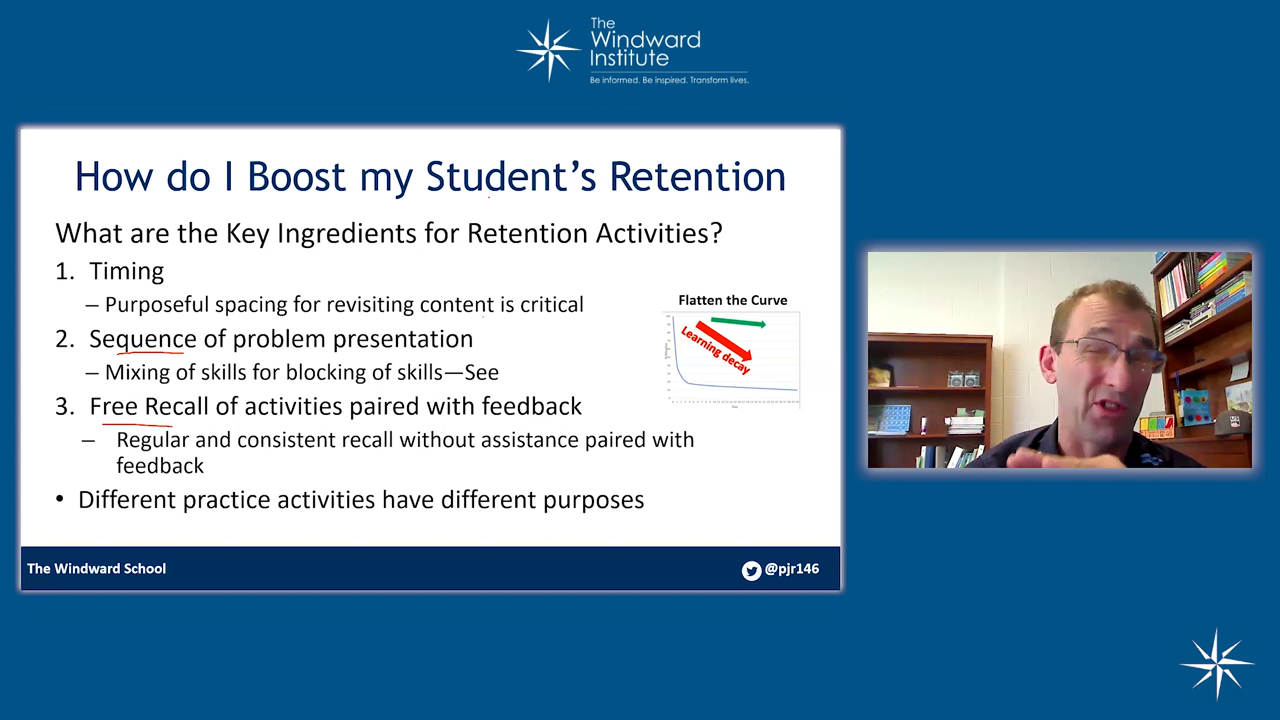 The
Windward
Institute
Be informed. Be inspired. Transform lives.
How do I Boost my Student’s Retention
What are the Key Ingredients for Retention Activities?
1. Timing
– Purposeful spacing for revisiting content is critical
2. Sequence of problem presentation
– Mixing of skills for blocking of skills—See
3. Free Recall of activities paired with feedback
– Regular and consistent recall without assistance paired with
feedback
• Different practice activities have different purposes
Flatten the Curve
Learning decay
The Windward School
@pjr146